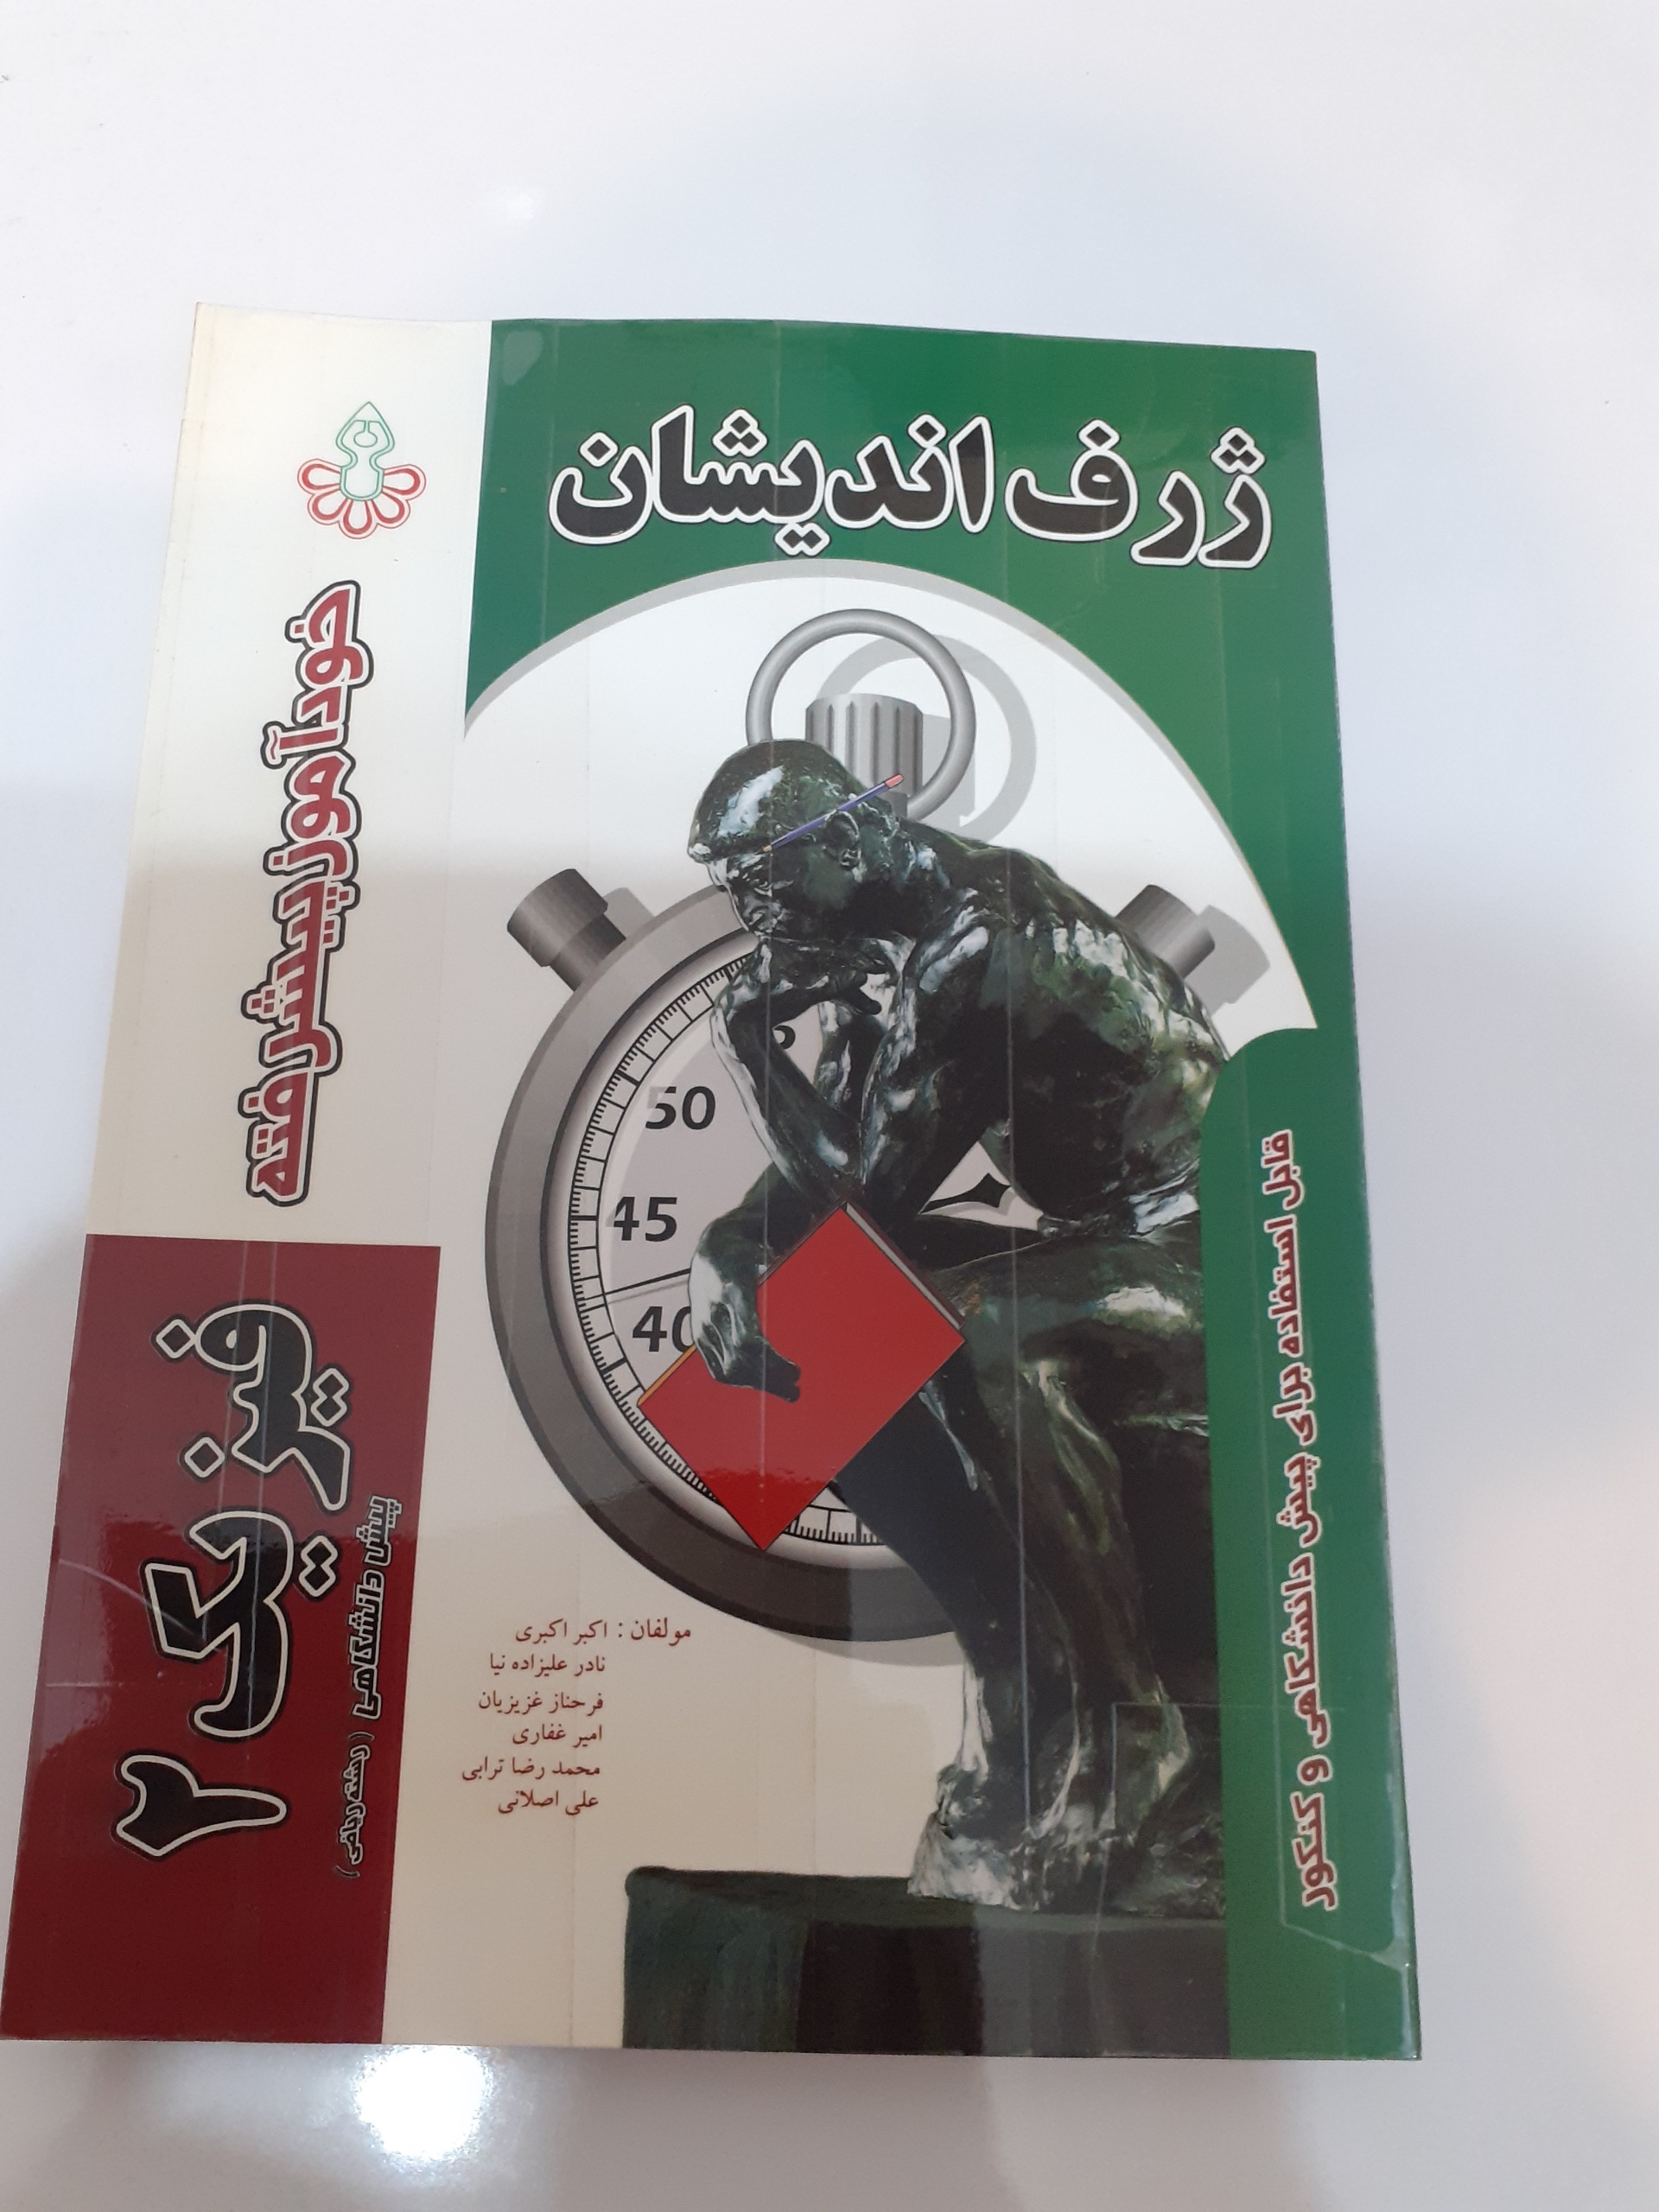 ژرف اندیشان
خودآموز پیشرفته
فیزیک ۲
پیش دانشگاهی (رشته ریاضی)
50
45
40
مولفان : اکبر اکبری
نادر علیزاده نیا
فرحناز عزیزیان
امیر غفاری
محمد رضا ترابی
علی اصلانی
قابل استفاده برای پیش دانشگاهی و کنکور